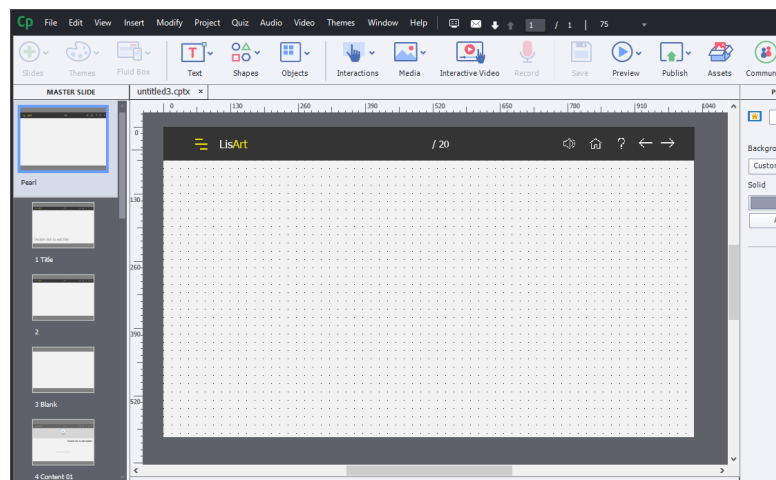 Cp File Edit View Insert Modify Project Quiz Audio Video Themes Window Help 1 / 1 75
Slides Themes Fluid Box Text Shapes Objects Interactions Media Interactive Video Record Save Preview Publish Assets Commun
MASTER SLIDE untitled3.cptx × P
0 130 260 390 520 650 780 910 1040
0
LisArt / 20 ?
Backgro
Custor
Pearl
Solid
130
1 Title
260
2
390
3 Blank
520
4 Content 01